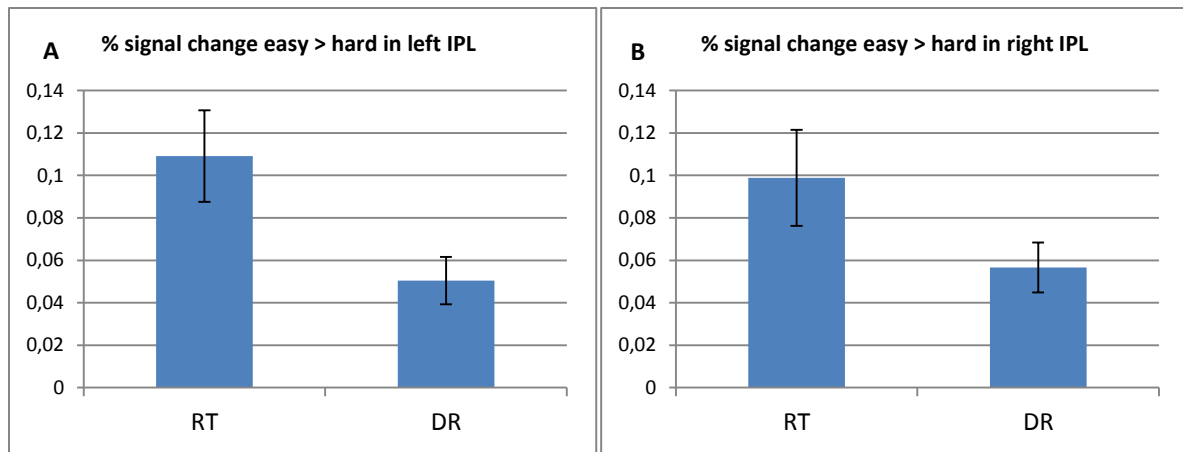 A
% signal change easy > hard in left IPL
0,14
0,12
0,1
0,08
0,06
0,04
0,02
0
RT
DR
B
% signal change easy > hard in right IPL
0,14
0,12
0,1
0,08
0,06
0,04
0,02
0
RT
DR